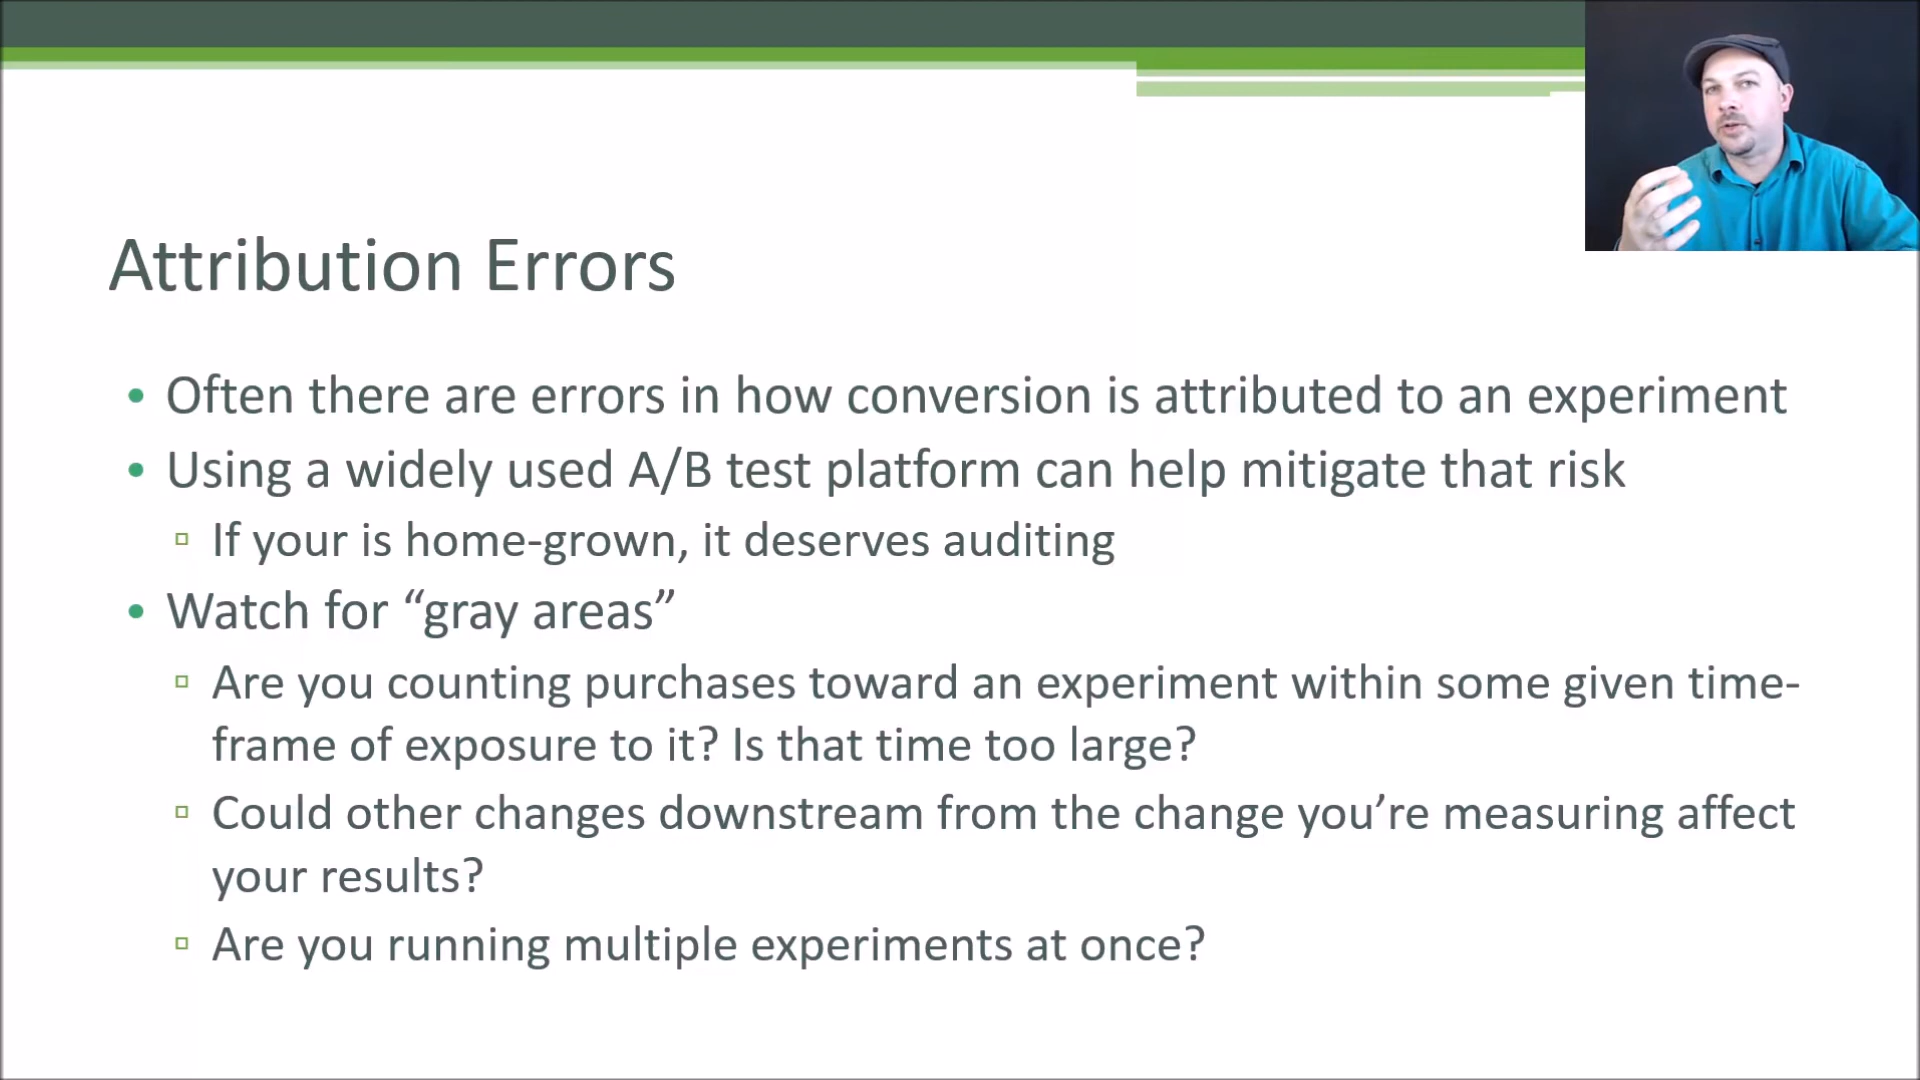 Attribution Errors
• Often there are errors in how conversion is attributed to an experiment
• Using a widely used A/B test platform can help mitigate that risk
▫ If your is home-grown, it deserves auditing
• Watch for “gray areas”
▫ Are you counting purchases toward an experiment within some given time-
frame of exposure to it? Is that time too large?
▫ Could other changes downstream from the change you’re measuring affect
your results?
▫ Are you running multiple experiments at once?